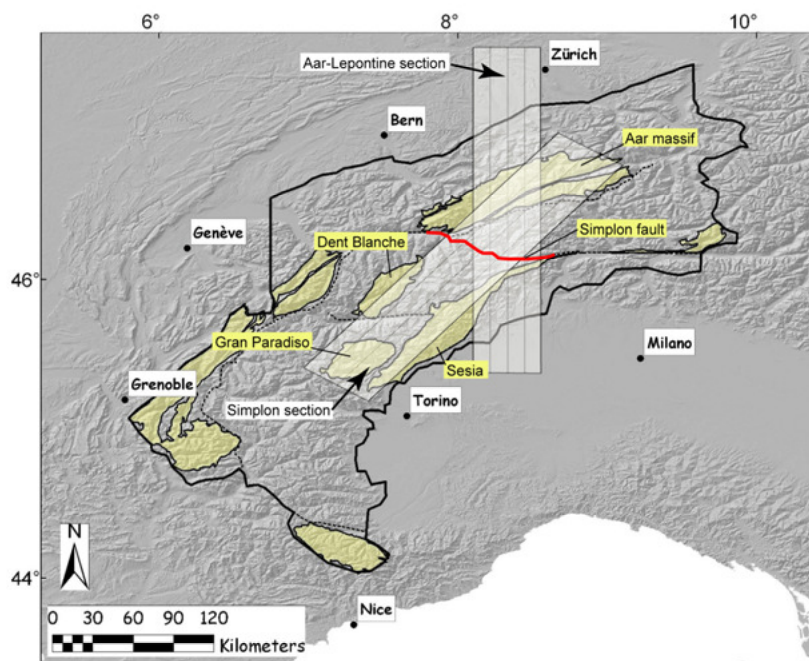 6°
8°
10°
Zürich
Aar-Lepontine section
Bern
Aar massif
Genève
Dent Blanche
Simplon fault
46°
Gran Paradiso
Milano
Sesia
Grenoble
Simplon section
Torino
N
44°
Nice
0 30 60 90 120
Kilometers